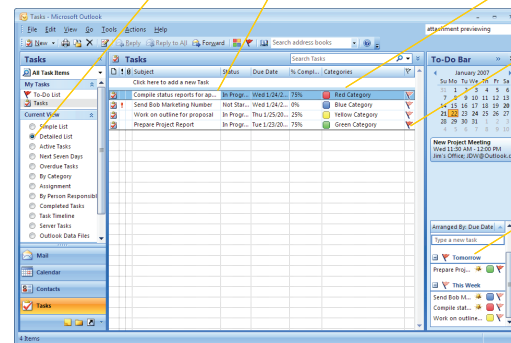 Tasks - Microsoft Outlook
File Edit View Go Tools Actions Help
attachment previewing
New Reply Reply to All Forward Search address books
Tasks
All Task Items
My Tasks
To-Do List
Tasks
Current View
Simple List
Detailed List
Active Tasks
Next Seven Days
Overdue Tasks
By Category
Assignment
By Person Responsibl
Completed Tasks
Task Timeline
Server Tasks
Outlook Data Files
Mail
Calendar
Contacts
Tasks
4 Items
Tasks Search Tasks
Subject Status Due Date % Compl... Categories
Click here to add a new Task
Compile status reports for ap... In Progr... Wed 1/24/2... 75% Red Category
Send Bob Marketing Number Not Star... Wed 1/24/2... 0% Blue Category
Work on outline for proposal In Progr... Thu 1/25/20... 25% Yellow Category
Prepare Project Report In Progr... Tue 1/23/20... 75% Green Category
To-Do Bar
January 2007
Su Mo Tu We Th Fr Sa
31 1 2 3 4 5 6
7 8 9 10 11 12 13
14 15 16 17 18 19 20
21 22 23 24 25 26 27
28 29 30 31 1 2 3
4 5 6 7 8 9 10
New Project Meeting
Wed 11:30 AM - 12:00 PM
Jim's Office; JDW@Outlook.c
Arranged By: Due Date
Type a new task
Tomorrow
Prepare Proj...
This Week
Send Bob M...
Compile stat...
Work on outline...